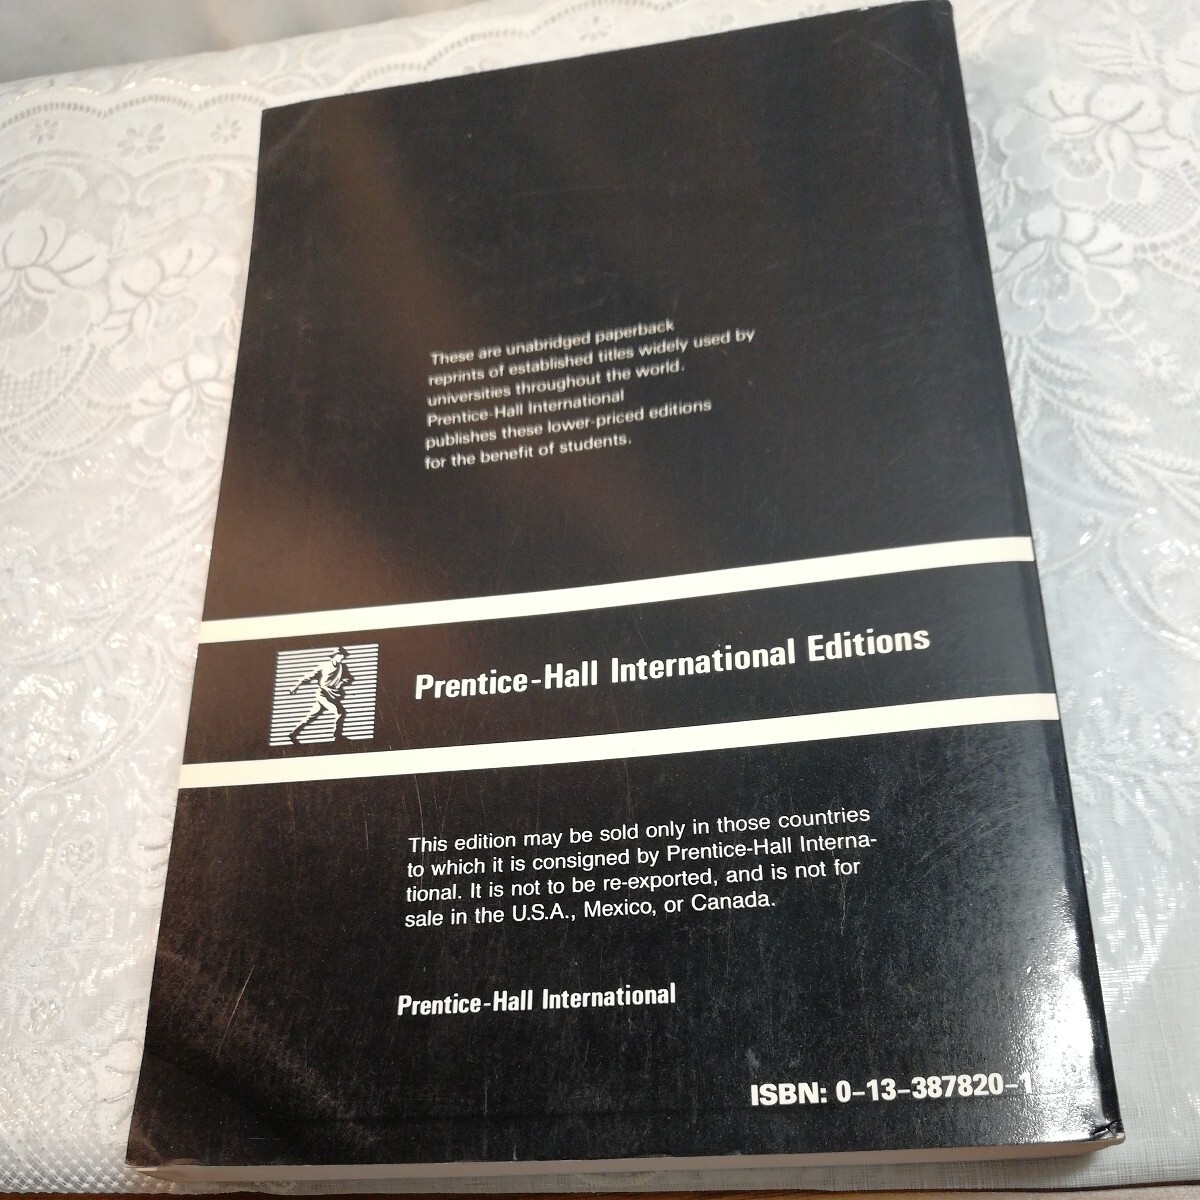 These are unabridged paperback
reprints of established titles widely used by
universities throughout the world.
Prentice-Hall International
publishes these lower-priced editions
for the benefit of students.
Prentice-Hall International Editions
This edition may be sold only in those countries
to which it is consigned by Prentice-Hall Interna-
tional. It is not to be re-exported, and is not for
sale in the U.S.A., Mexico, or Canada.
Prentice-Hall International
ISBN: 0-13-387820-1